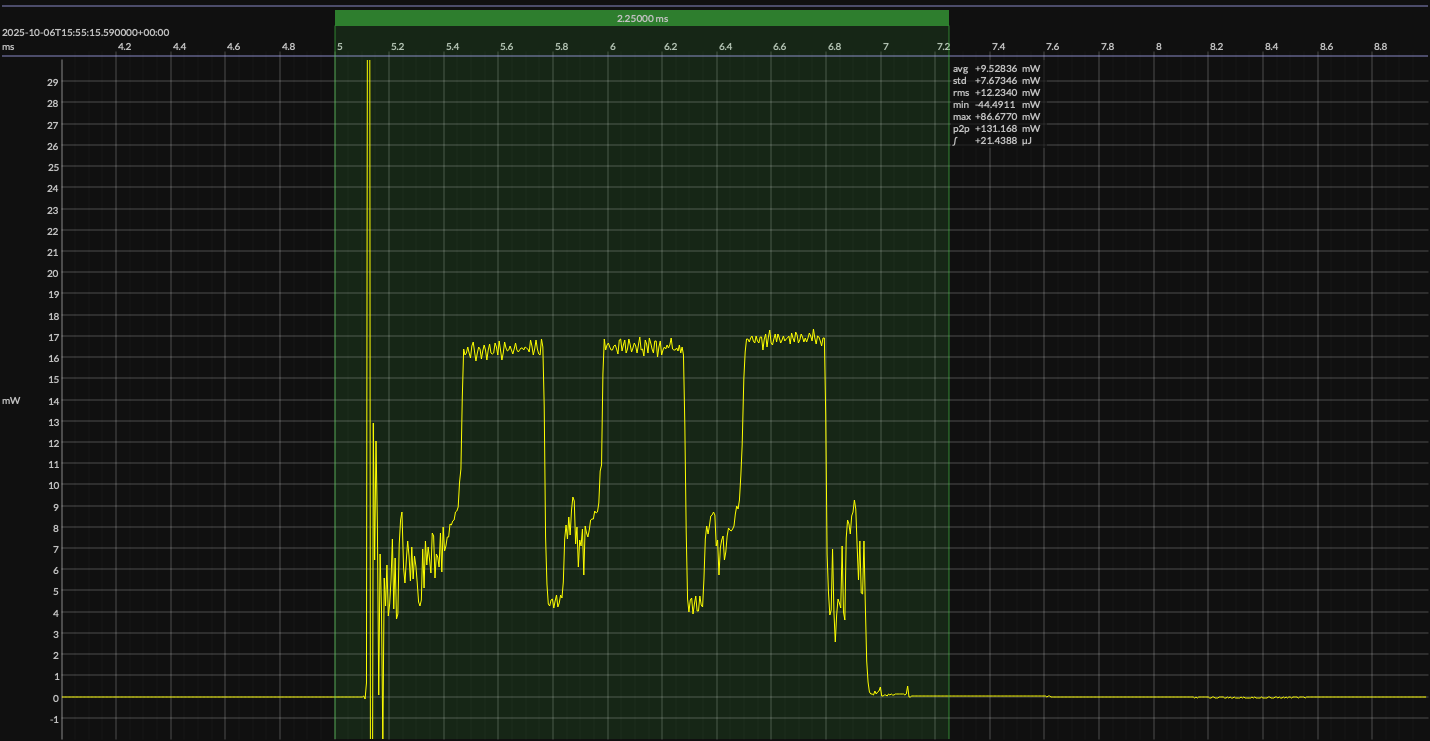 2.25000 ms
2025-10-06T15:55:15.590000+00:00
ms 4.2 4.4 4.6 4.8 5 5.2 5.4 5.6 5.8 6 6.2 6.4 6.6 6.8 7 7.2 7.4 7.6 7.8 8 8.2 8.4 8.6 8.8
avg +9.52836 mW
std +7.67346 mW
rms +12.2340 mW
min -44.4911 mW
max +86.6770 mW
p2p +131.168 mW
∫ +21.4388 µJ
29
28
27
26
25
24
23
22
21
20
19
18
17
16
15
mW 14
13
12
11
10
9
8
7
6
5
4
3
2
1
0
-1